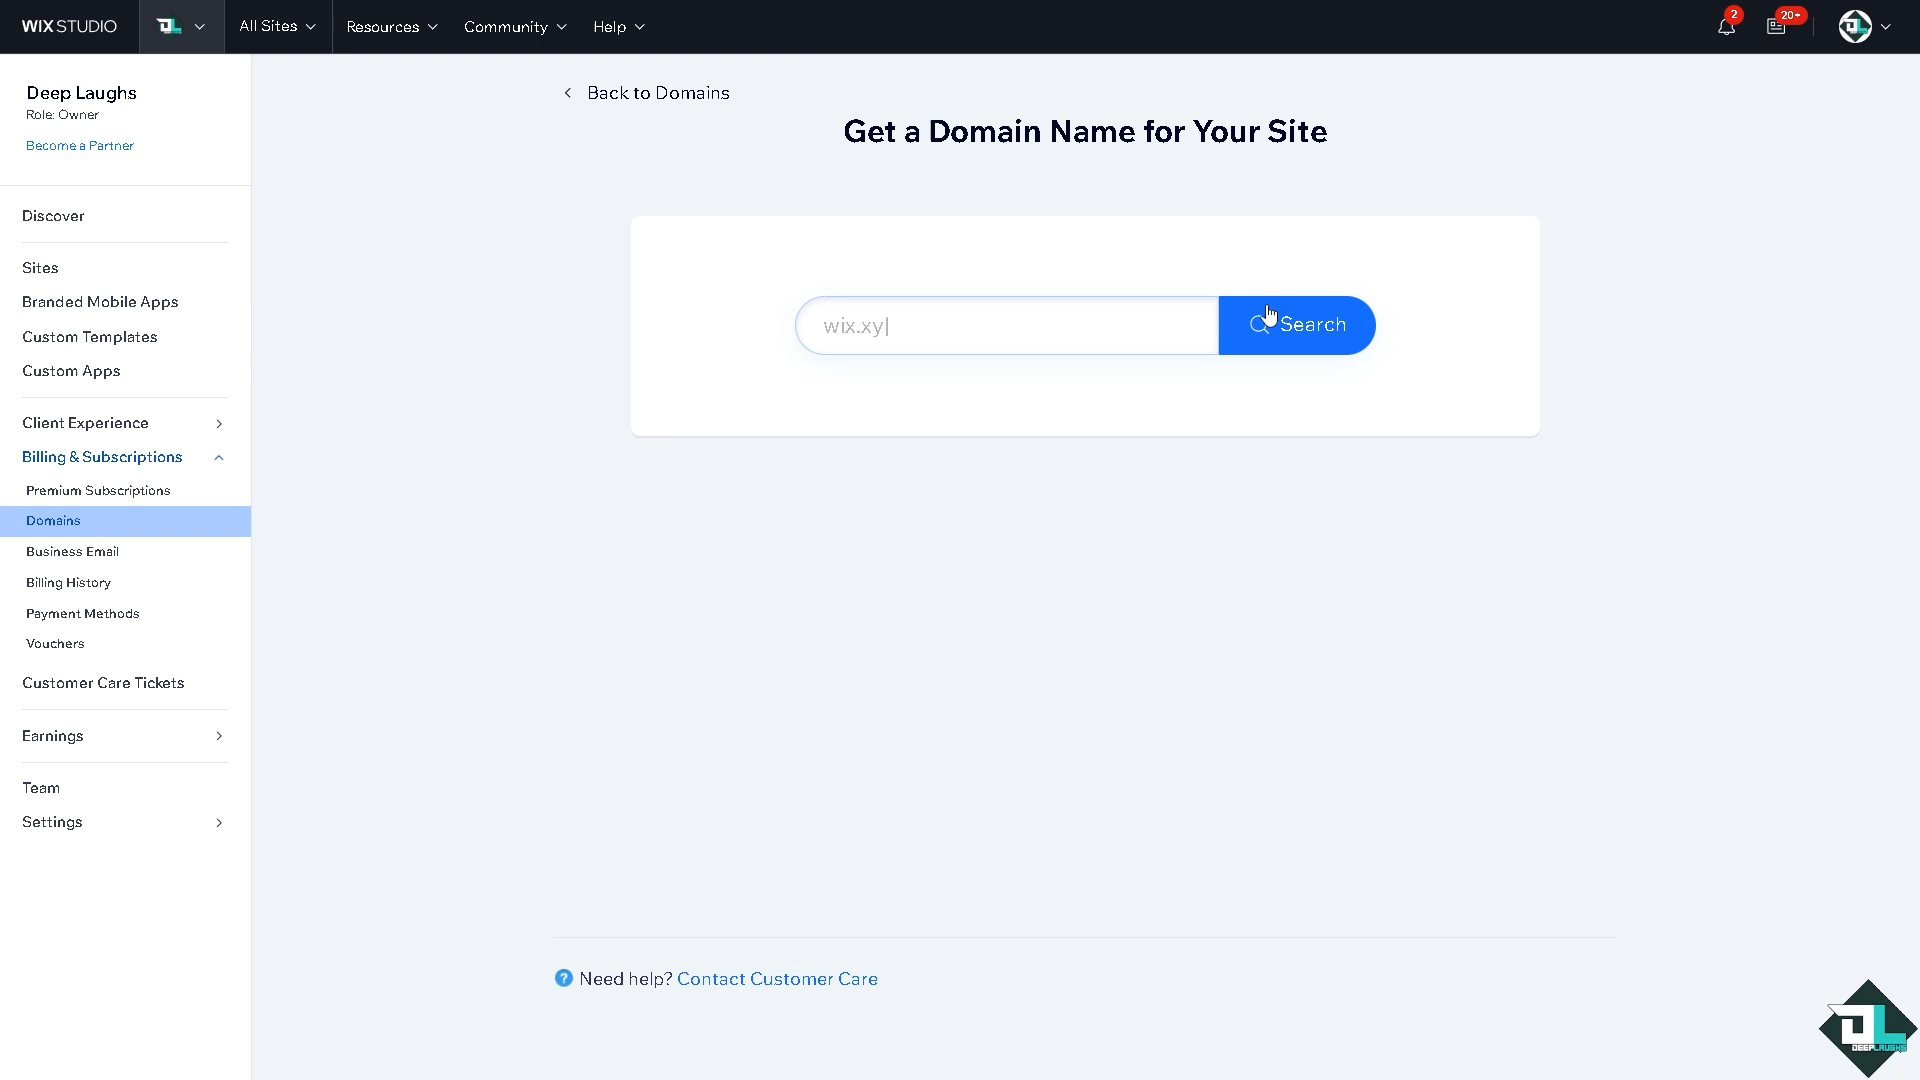 WIX STUDIO
All Sites
Resources
Community
Help
2
20+
Deep Laughs
Role: Owner
Become a Partner
Discover
Sites
Branded Mobile Apps
Custom Templates
Custom Apps
Client Experience
Billing & Subscriptions
Premium Subscriptions
Domains
Business Email
Billing History
Payment Methods
Vouchers
Customer Care Tickets
Earnings
Team
Settings
Back to Domains
Get a Domain Name for Your Site
wix.xy
Search
? Need help? Contact Customer Care
DL
DEEPLAUGHS